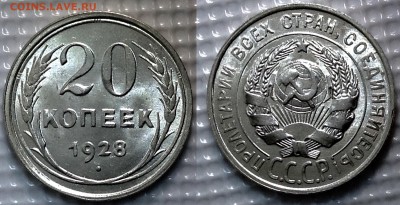 COINS.LAVE.RU
20
КОПЕЕК
1928
ПРОЛЕТАРИИ ВСЕХ СТРАН, СОЕДИНЯЙТЕСЬ!
С.С.С.Р.